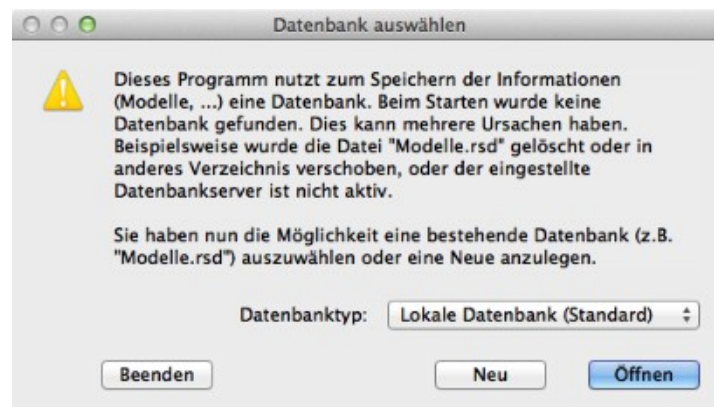 Datenbank auswählen
Dieses Programm nutzt zum Speichern der Informationen
(Modelle, ...) eine Datenbank. Beim Starten wurde keine
Datenbank gefunden. Dies kann mehrere Ursachen haben.
Beispielsweise wurde die Datei "Modelle.rsd" gelöscht oder in
anderes Verzeichnis verschoben, oder der eingestellte
Datenbankserver ist nicht aktiv.
Sie haben nun die Möglichkeit eine bestehende Datenbank (z.B.
"Modelle.rsd") auszuwählen oder eine Neue anzulegen.
Datenbanktyp: Lokale Datenbank (Standard)
Beenden Neu Öffnen